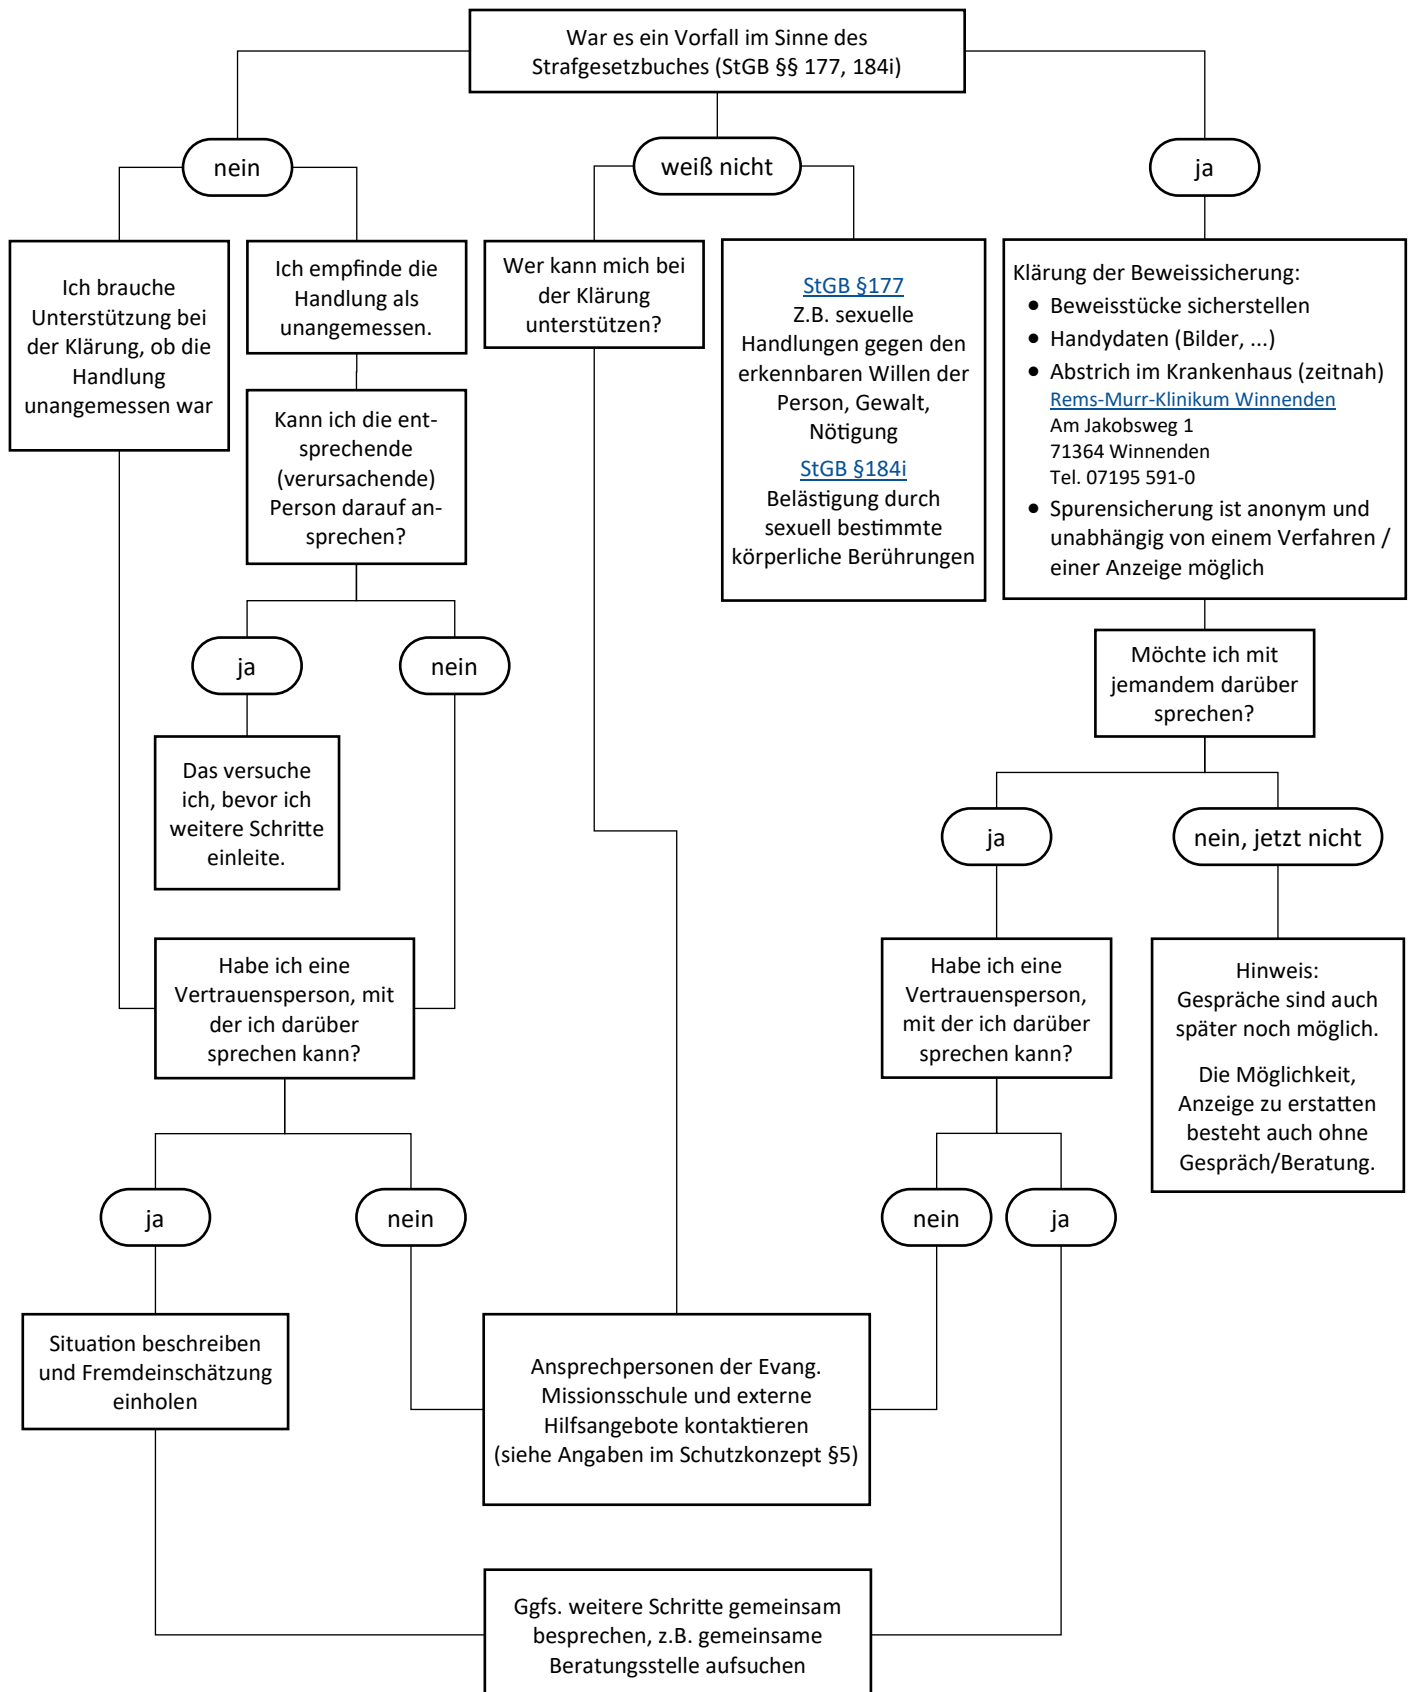 War es ein Vorfall im Sinne des
Strafgesetzbuches (StGB §§ 177, 184i)
nein
weiß nicht
ja
Ich brauche
Unterstützung bei
der Klärung, ob die
Handlung
unangemessen war
Ich empfinde die
Handlung als
unangemessen.
Wer kann mich bei
der Klärung
unterstützen?
StGB §177
Z.B. sexuelle
Handlungen gegen den
erkennbaren Willen der
Person, Gewalt,
Nötigung
StGB §184i
Belästigung durch
sexuell bestimmte
körperliche Berührungen
Klärung der Beweissicherung:
• Beweisstücke sicherstellen
• Handydaten (Bilder, ...)
• Abstrich im Krankenhaus (zeitnah)
Rems-Murr-Klinikum Winnenden
Am Jakobsweg 1
71364 Winnenden
Tel. 07195 591-0
• Spurensicherung ist anonym und
unabhängig von einem Verfahren /
einer Anzeige möglich
Kann ich die ent-
sprechende
(verursachende)
Person darauf an-
sprechen?
ja
nein
Möchte ich mit
jemandem darüber
sprechen?
Das versuche
ich, bevor ich
weitere Schritte
einleite.
ja
nein, jetzt nicht
Habe ich eine
Vertrauensperson, mit
der ich darüber
sprechen kann?
Habe ich eine
Vertrauensperson,
mit der ich darüber
sprechen kann?
Hinweis:
Gespräche sind auch
später noch möglich.
Die Möglichkeit,
Anzeige zu erstatten
besteht auch ohne
Gespräch/Beratung.
ja
nein
nein
ja
Situation beschreiben
und Fremdeinschätzung
einholen
Ansprechpersonen der Evang.
Missionsschule und externe
Hilfsangebote kontaktieren
(siehe Angaben im Schutzkonzept §5)
Ggfs. weitere Schritte gemeinsam
besprechen, z.B. gemeinsame
Beratungsstelle aufsuchen